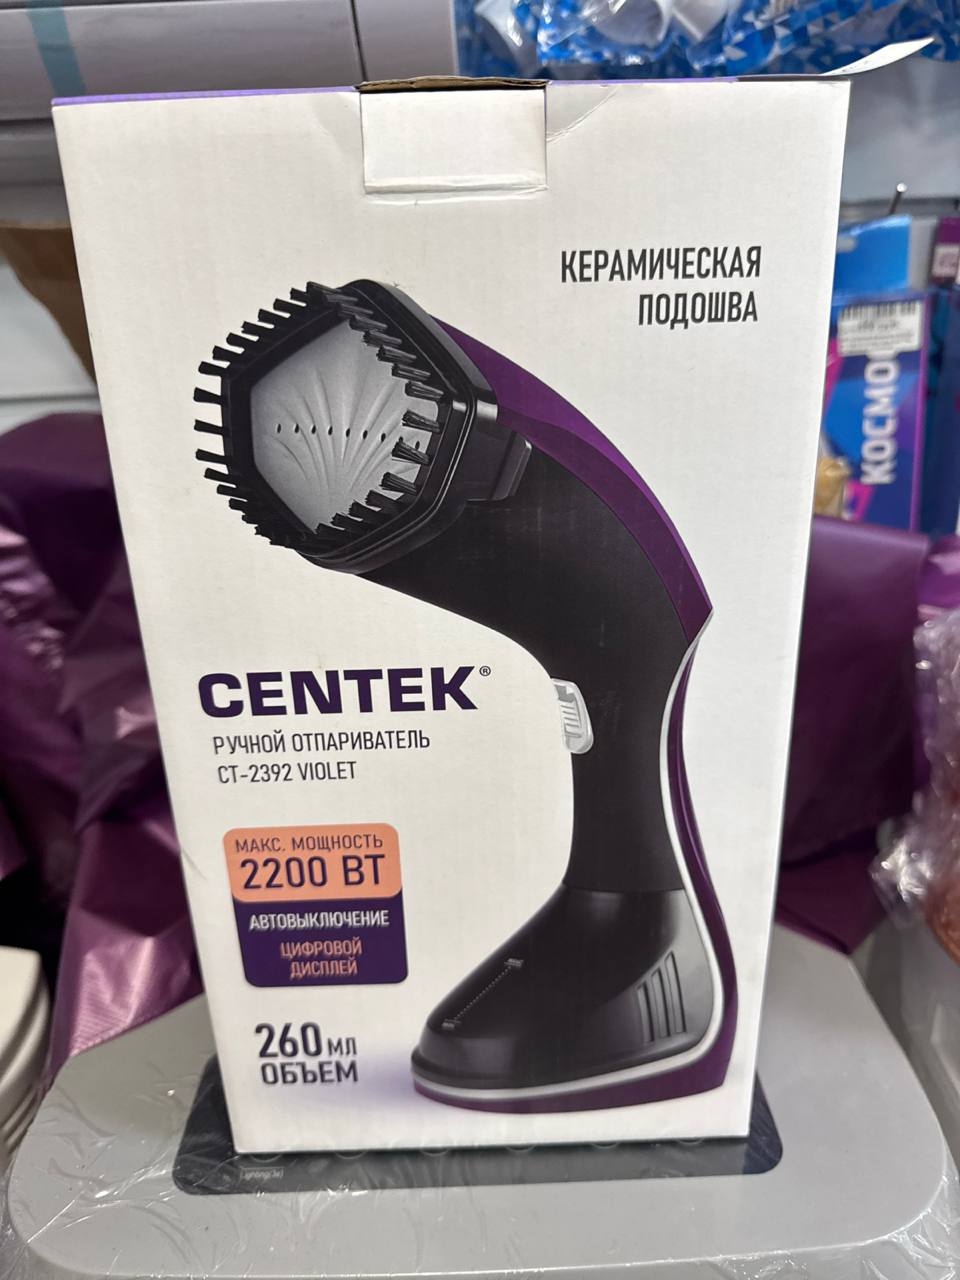 КЕРАМИЧЕСКАЯ
ПОДОШВА
КОСМО
CENTEK®
РУЧНОЙ ОТПАРИВАТЕЛЬ
CT-2392 VIOLET
МАКС. МОЩНОСТЬ
2200 ВТ
АВТОВЫКЛЮЧЕНИЕ
ЦИФРОВОЙ
ДИСПЛЕЙ
260 МЛ
ОБЪЕМ